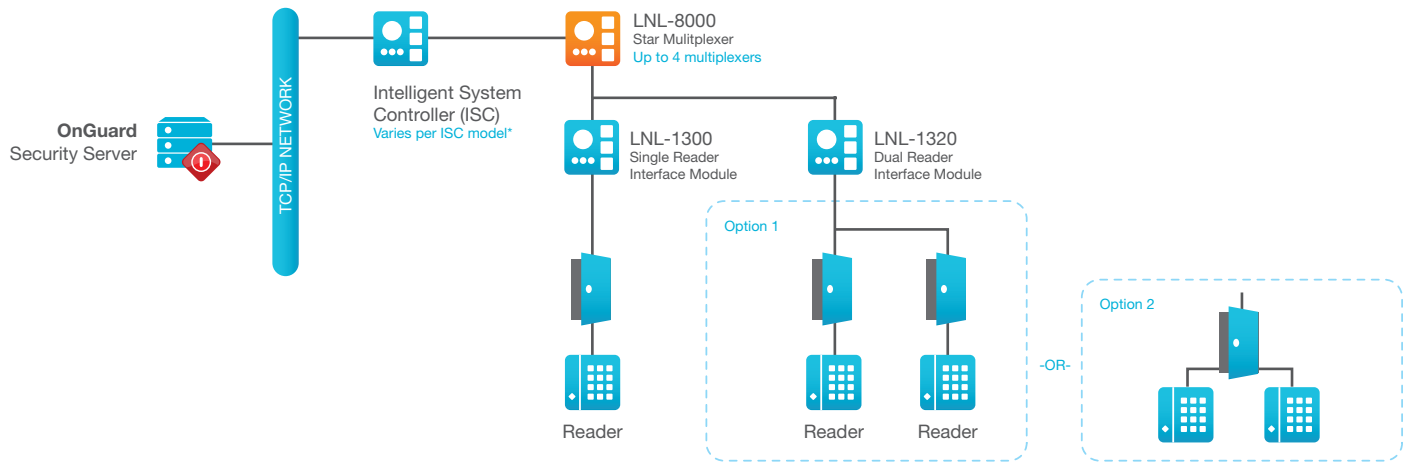 OnGuard
Security Server
TCP/IP NETWORK
Intelligent System
Controller (ISC)
Varies per ISC model*
LNL-8000
Star Mulitplexer
Up to 4 multiplexers
LNL-1300
Single Reader
Interface Module
LNL-1320
Dual Reader
Interface Module
Option 1
Option 2
-OR-
Reader
Reader
Reader